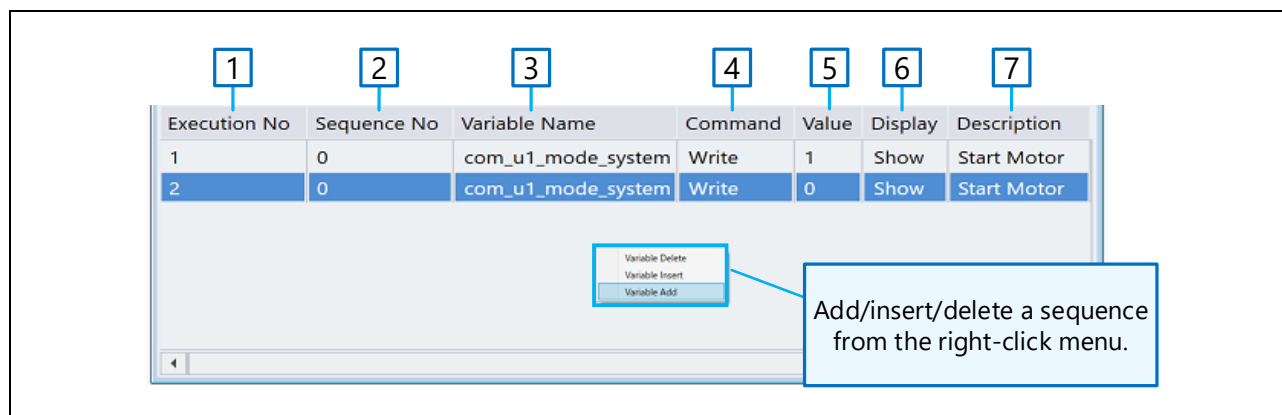 1 2 3 4 5 6 7
Execution No Sequence No Variable Name Command Value Display Description
1 0 com_u1_mode_system Write 1 Show Start Motor
2 0 com_u1_mode_system Write 0 Show Start Motor
Variable Delete
Variable Insert
Variable Add
Add/insert/delete a sequence
from the right-click menu.